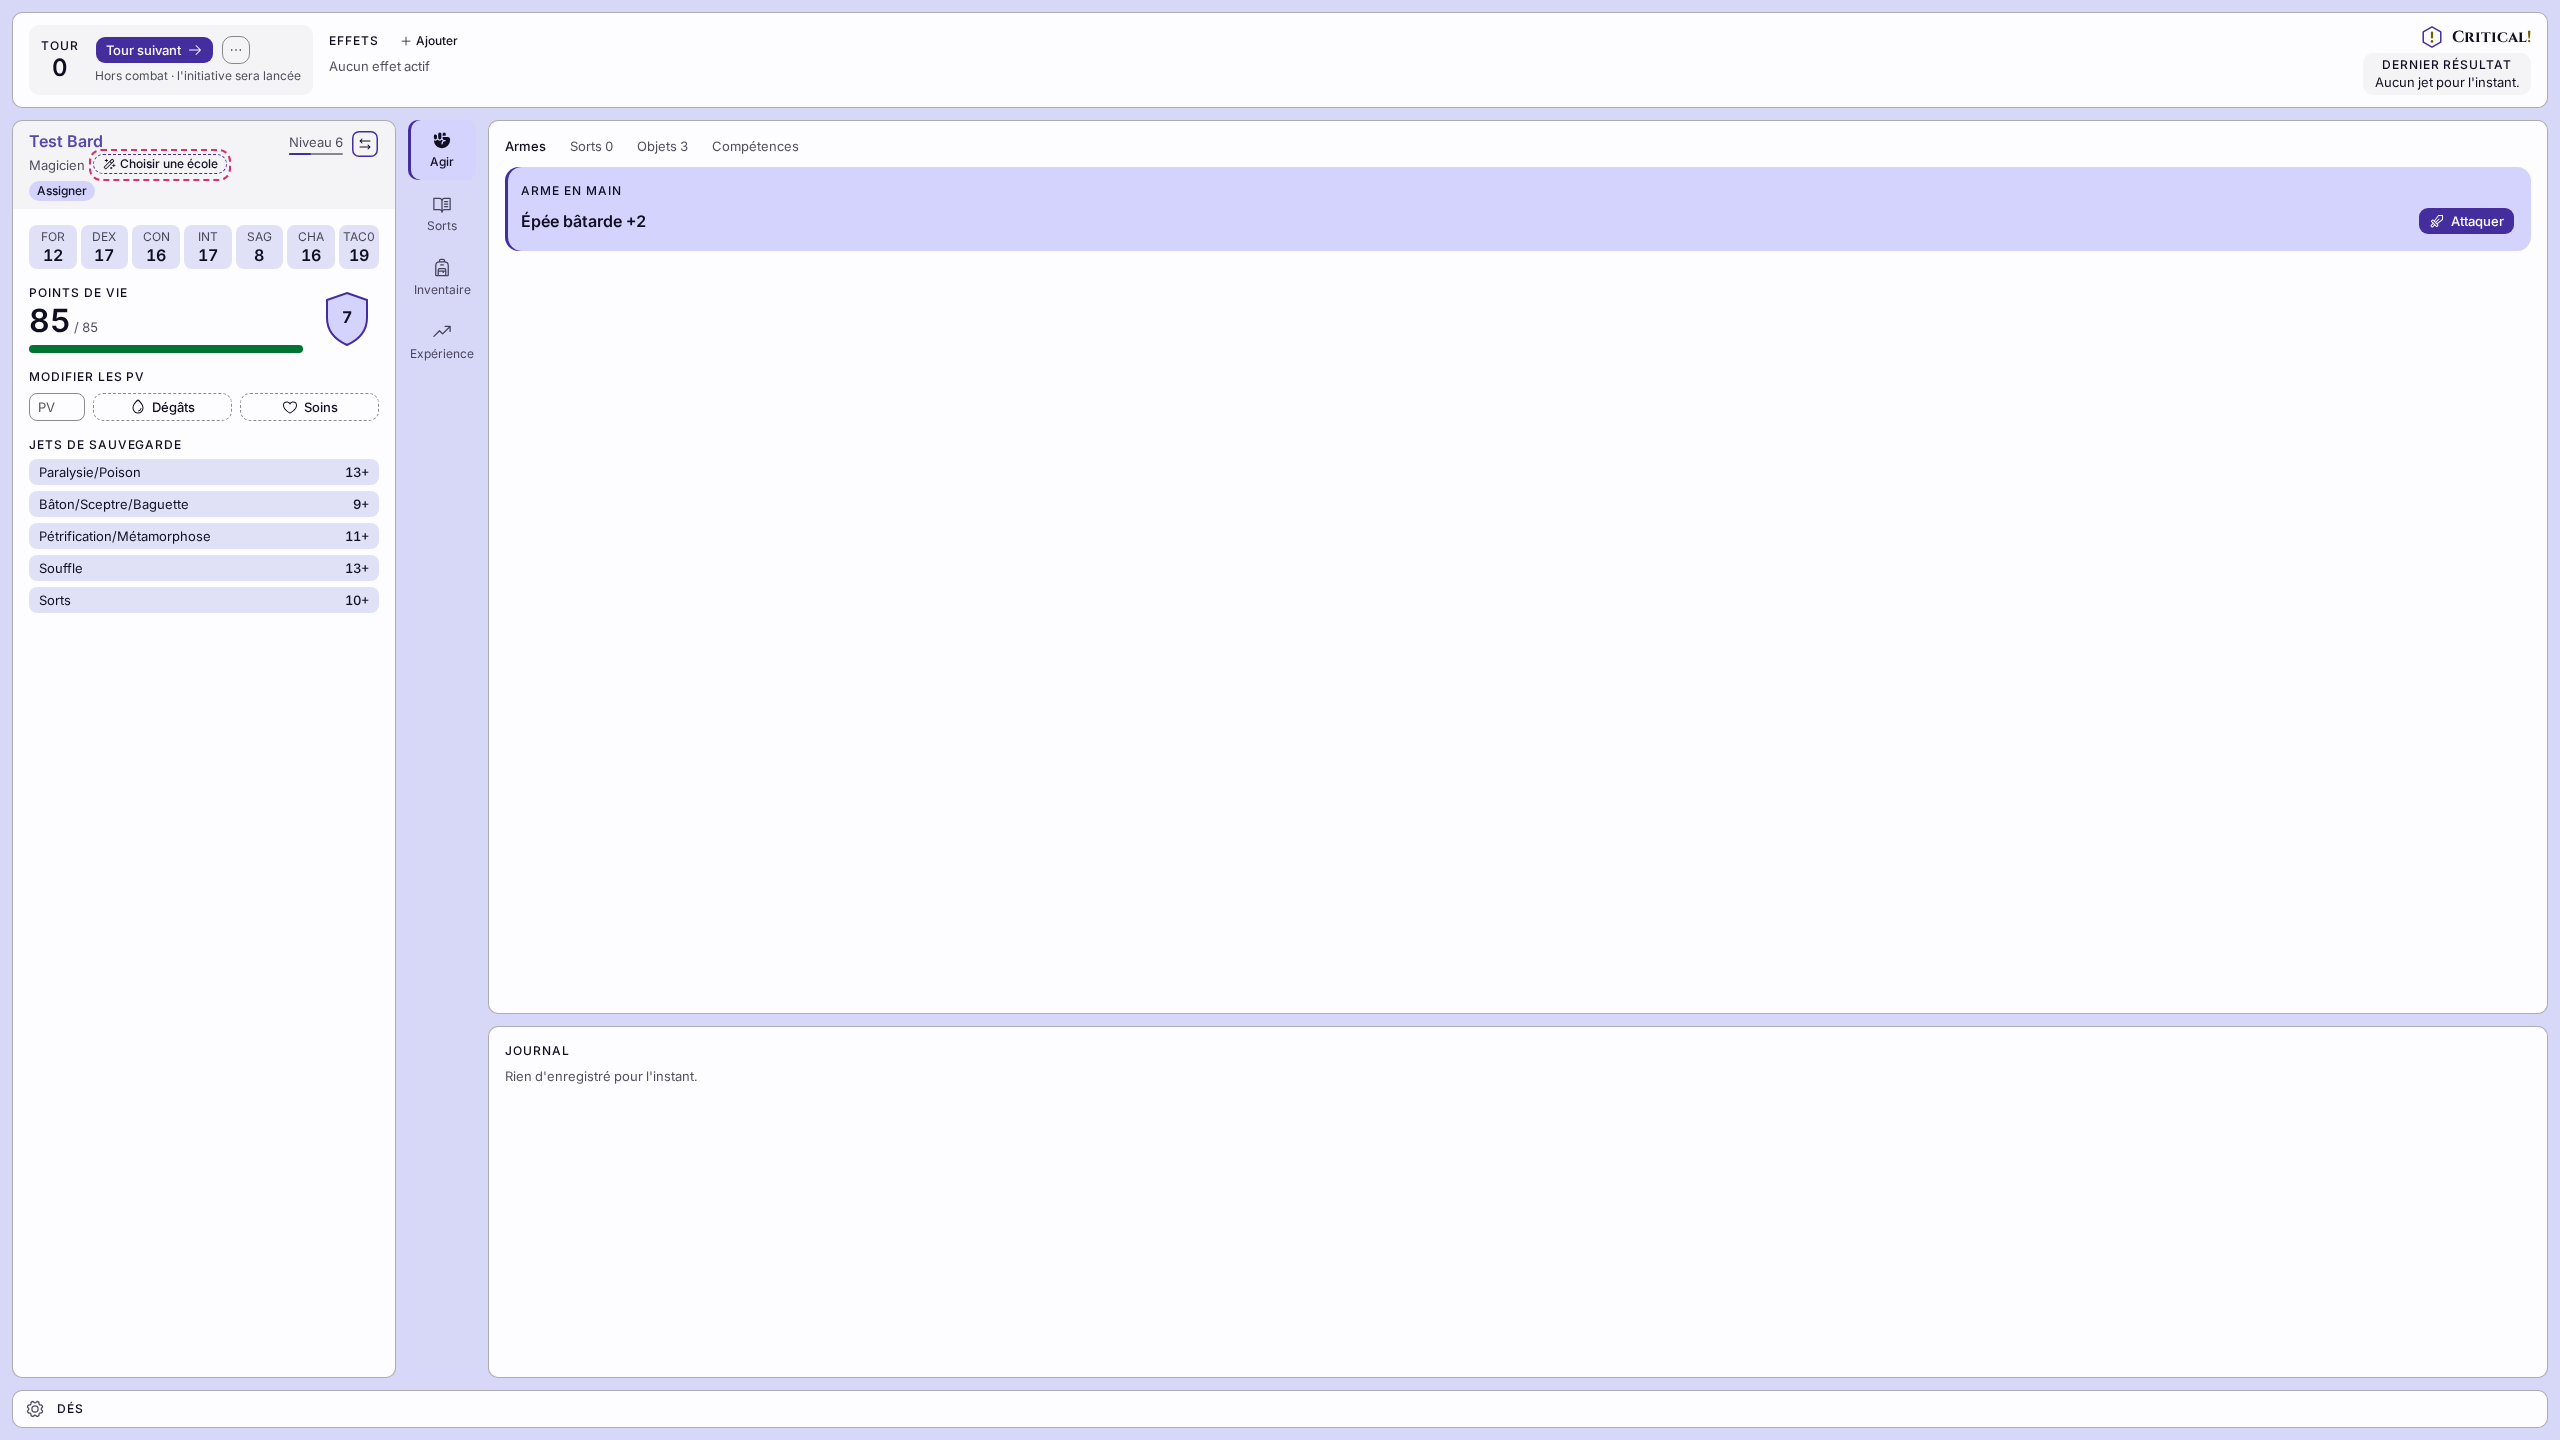 TOUR
0
Tour suivant
Hors combat · l'initiative sera lancée
EFFETS
Ajouter
Aucun effet actif
CRITICAL!
DERNIER RÉSULTAT
Aucun jet pour l'instant.
Test Bard
Niveau 6
Magicien
Choisir une école
Assigner
FOR
12
DEX
17
CON
16
INT
17
SAG
8
CHA
16
TAC0
19
POINTS DE VIE
85 / 85
7
MODIFIER LES PV
PV
Dégâts
Soins
JETS DE SAUVEGARDE
Paralysie/Poison 13+
Bâton/Sceptre/Baguette 9+
Pétrification/Métamorphose 11+
Souffle 13+
Sorts 10+
Agir
Sorts
Inventaire
Expérience
Armes Sorts 0 Objets 3 Compétences
ARME EN MAIN
Épée bâtarde +2
Attaquer
JOURNAL
Rien d'enregistré pour l'instant.
DÉS